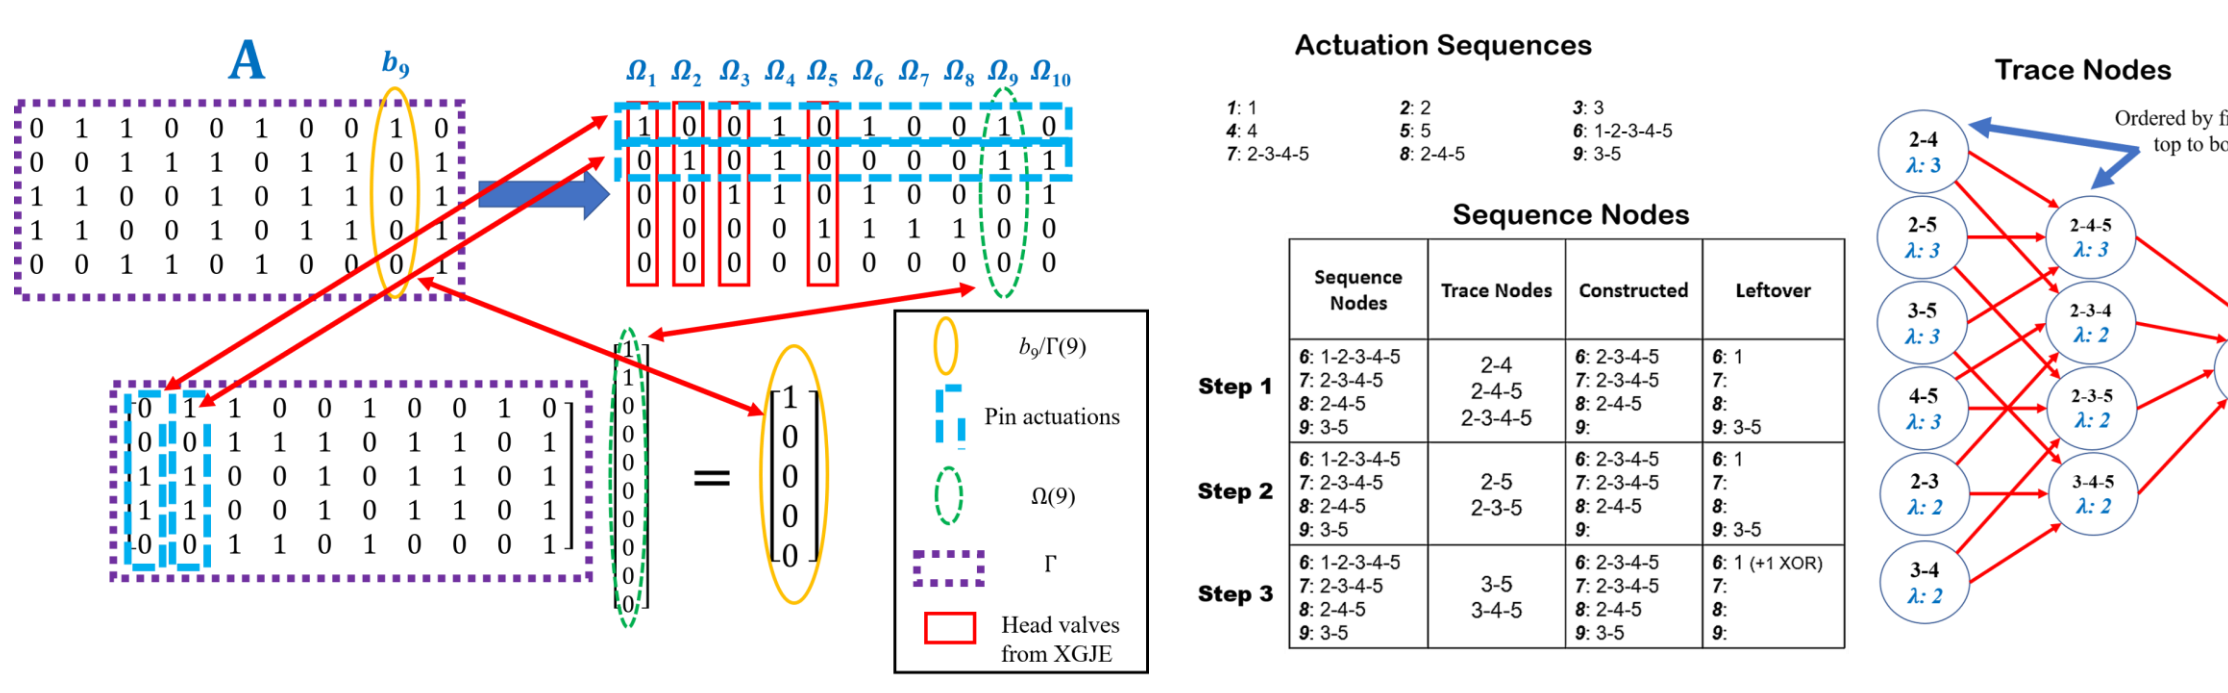 A
b₉
0 1 1 0 0 1 0 0 1 0
0 0 1 1 1 0 1 1 0 1
1 1 0 0 1 0 1 1 0 1
1 1 0 0 1 0 1 1 0 1
0 0 1 1 0 1 0 0 0 1
Ω₁ Ω₂ Ω₃ Ω₄ Ω₅ Ω₆ Ω₇ Ω₈ Ω₉ Ω₁₀
1 0 0 1 0 1 0 0 1 0
0 1 0 1 0 0 0 0 1 1
0 0 1 1 0 1 0 0 0 1
0 0 0 0 1 1 1 1 0 0
0 0 0 0 0 0 0 0 0 0
0 1 1 0 0 1 0 0 1 0
0 0 1 1 1 0 1 1 0 1
1 1 0 0 1 0 1 1 0 1
1 1 0 0 1 0 1 1 0 1
0 0 1 1 0 1 0 0 0 1
1
1
0
0
0
0
0
0
0
0
=
1
0
0
0
0
b₉/Γ(9)
Pin actuations
Ω(9)
Γ
Head valves
from XGJE
Actuation Sequences
1: 1 2: 2 3: 3
4: 4 5: 5 6: 1-2-3-4-5
7: 2-3-4-5 8: 2-4-5 9: 3-5
Sequence Nodes
Sequence
Nodes
Trace Nodes
Constructed
Leftover
Step 1
6: 1-2-3-4-5
7: 2-3-4-5
8: 2-4-5
9: 3-5
2-4
2-4-5
2-3-4-5
6: 2-3-4-5
7: 2-3-4-5
8: 2-4-5
9:
6: 1
7:
8:
9: 3-5
Step 2
6: 1-2-3-4-5
7: 2-3-4-5
8: 2-4-5
9: 3-5
2-5
2-3-5
6: 2-3-4-5
7: 2-3-4-5
8: 2-4-5
9:
6: 1
7:
8:
9: 3-5
Step 3
6: 1-2-3-4-5
7: 2-3-4-5
8: 2-4-5
9: 3-5
3-5
3-4-5
6: 2-3-4-5
7: 2-3-4-5
8: 2-4-5
9: 3-5
6: 1 (+1 XOR)
7:
8:
9:
Trace Nodes
Ordered by
top to
2-4
λ: 3
2-5
λ: 3
3-5
λ: 3
4-5
λ: 3
2-3
λ: 2
3-4
λ: 2
2-4-5
λ: 3
2-3-4
λ: 2
2-3-5
λ: 2
3-4-5
λ: 2